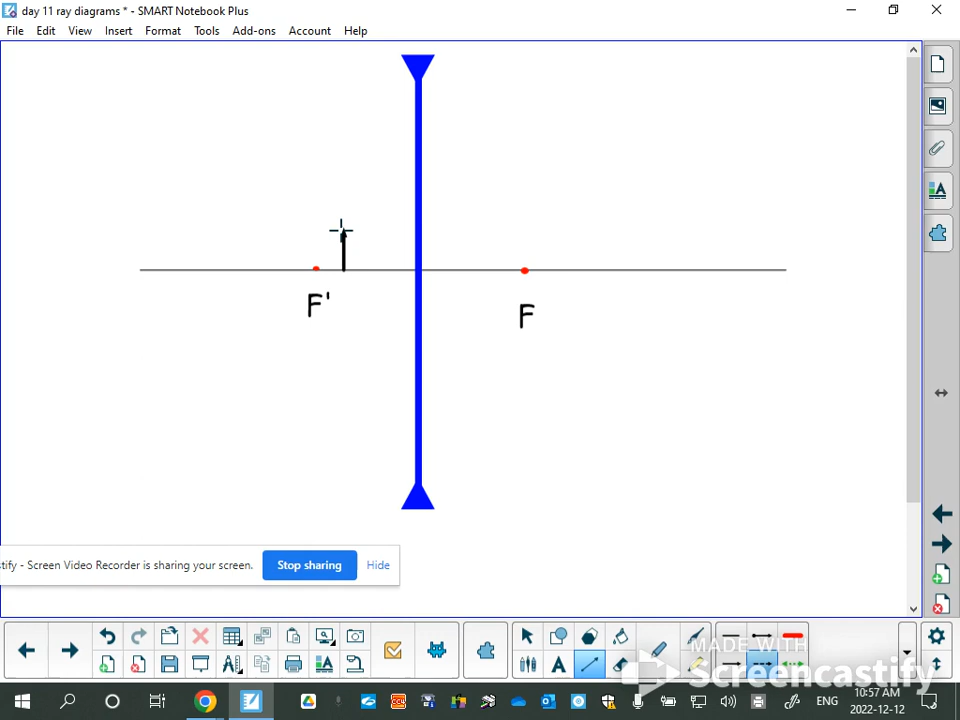 day 11 ray diagrams * - SMART Notebook Plus
File Edit View Insert Format Tools Add-ons Account Help
F'
F
stify - Screen Video Recorder is sharing your screen. Stop sharing Hide
A
A
A
MADE WITH
Screencastify
ENG
10:57 AM
2022-12-12